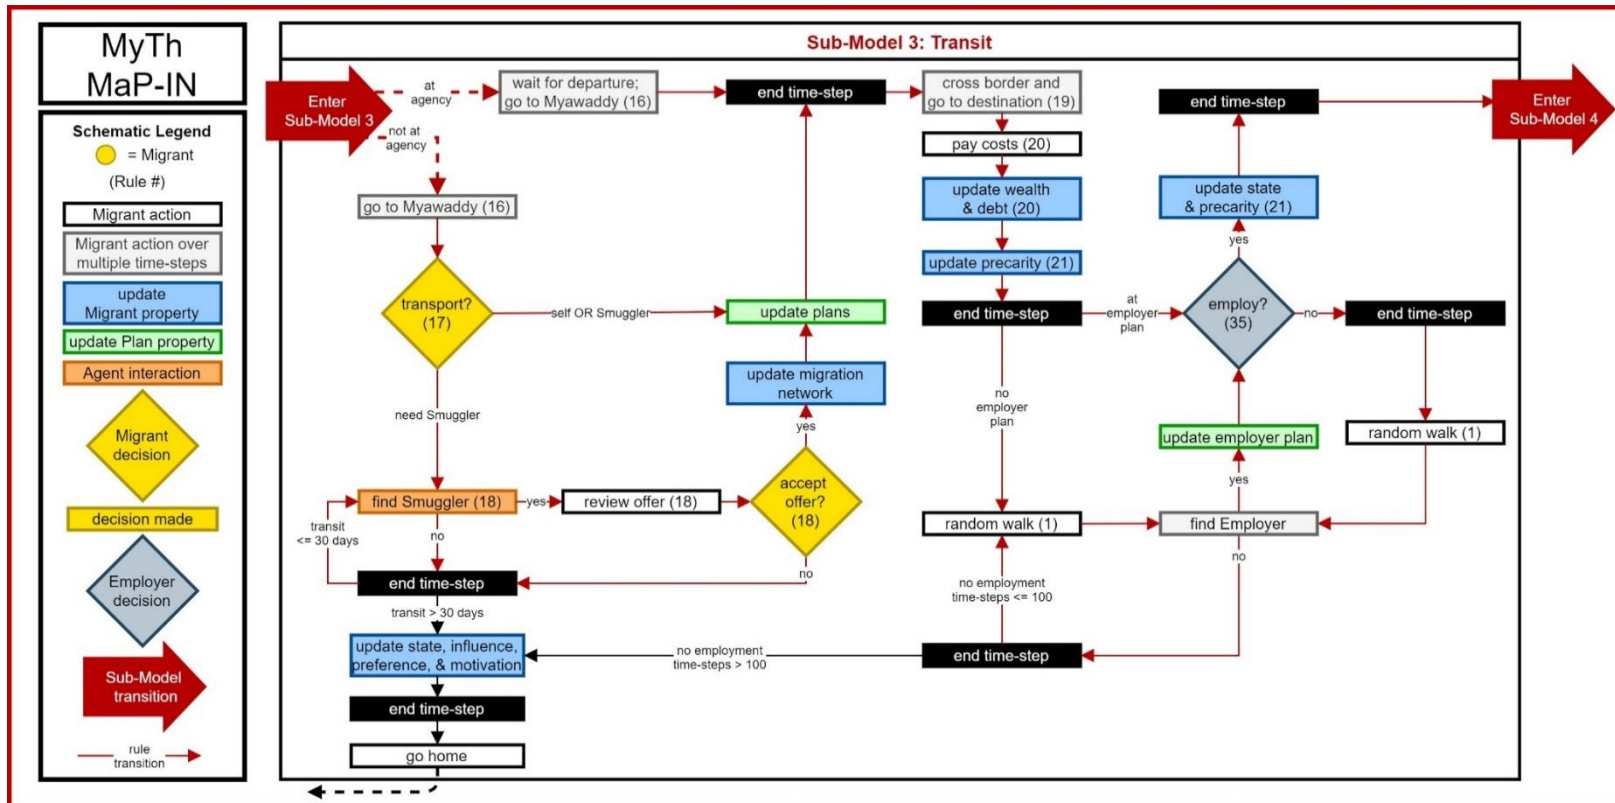 MyTh
MaP-IN
Schematic Legend
= Migrant
(Rule #)
Migrant action
Migrant action over
multiple time-steps
update
Migrant property
update Plan property
Agent interaction
Migrant
decision
decision made
Employer
decision
Sub-Model
transition
rule
transition
Sub-Model 3: Transit
Enter
Sub-Model 3
at
agency
not at
agency
wait for departure;
go to Myawaddy (16)
end time-step
cross border and
go to destination (19)
end time-step
Enter
Sub-Model 4
pay costs (20)
go to Myawaddy (16)
update wealth
& debt (20)
update state
& precarity (21)
update precarity (21)
yes
transport?
(17)
self OR Smuggler
update plans
end time-step
at
employer
plan
employ?
(35)
no
end time-step
update migration
network
need Smuggler
no
employer
plan
yes
update employer plan
random walk (1)
accept
offer?
(18)
yes
find Smuggler (18)
yes
review offer (18)
random walk (1)
find Employer
transit
<= 30 days
no
no
no
end time-step
no employment
time-steps <= 100
transit > 30 days
update state, influence,
preference, & motivation
no employment
time-steps > 100
end time-step
end time-step
go home